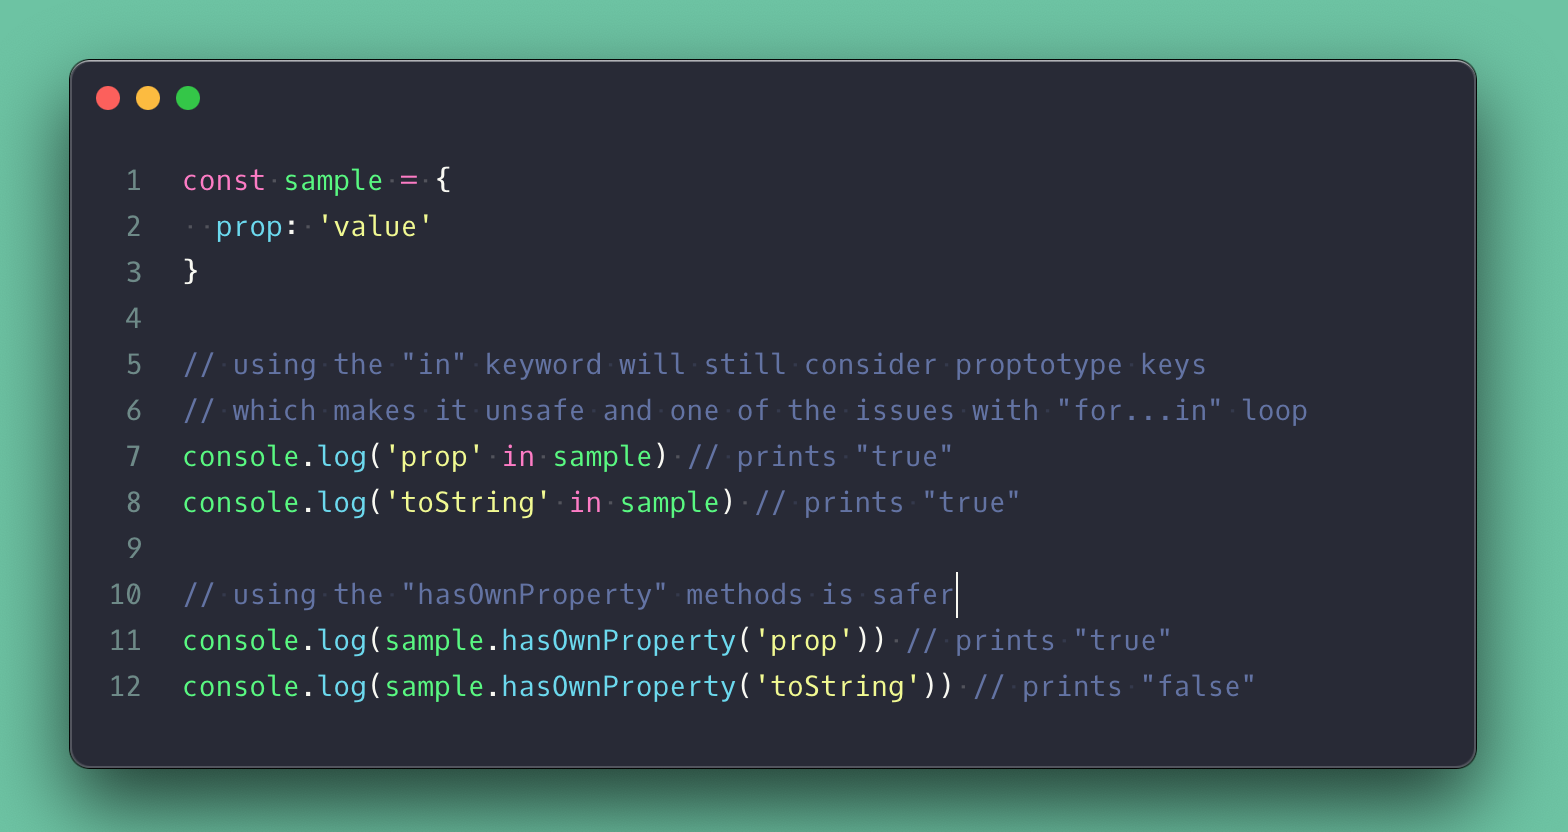 1 const sample = {
2   prop: 'value'
3 }
4
5 // using the "in" keyword will still consider proptotype keys
6 // which makes it unsafe and one of the issues with "for...in" loop
7 console.log('prop' in sample) // prints "true"
8 console.log('toString' in sample) // prints "true"
9
10 // using the "hasOwnProperty" methods is safer
11 console.log(sample.hasOwnProperty('prop')) // prints "true"
12 console.log(sample.hasOwnProperty('toString')) // prints "false"